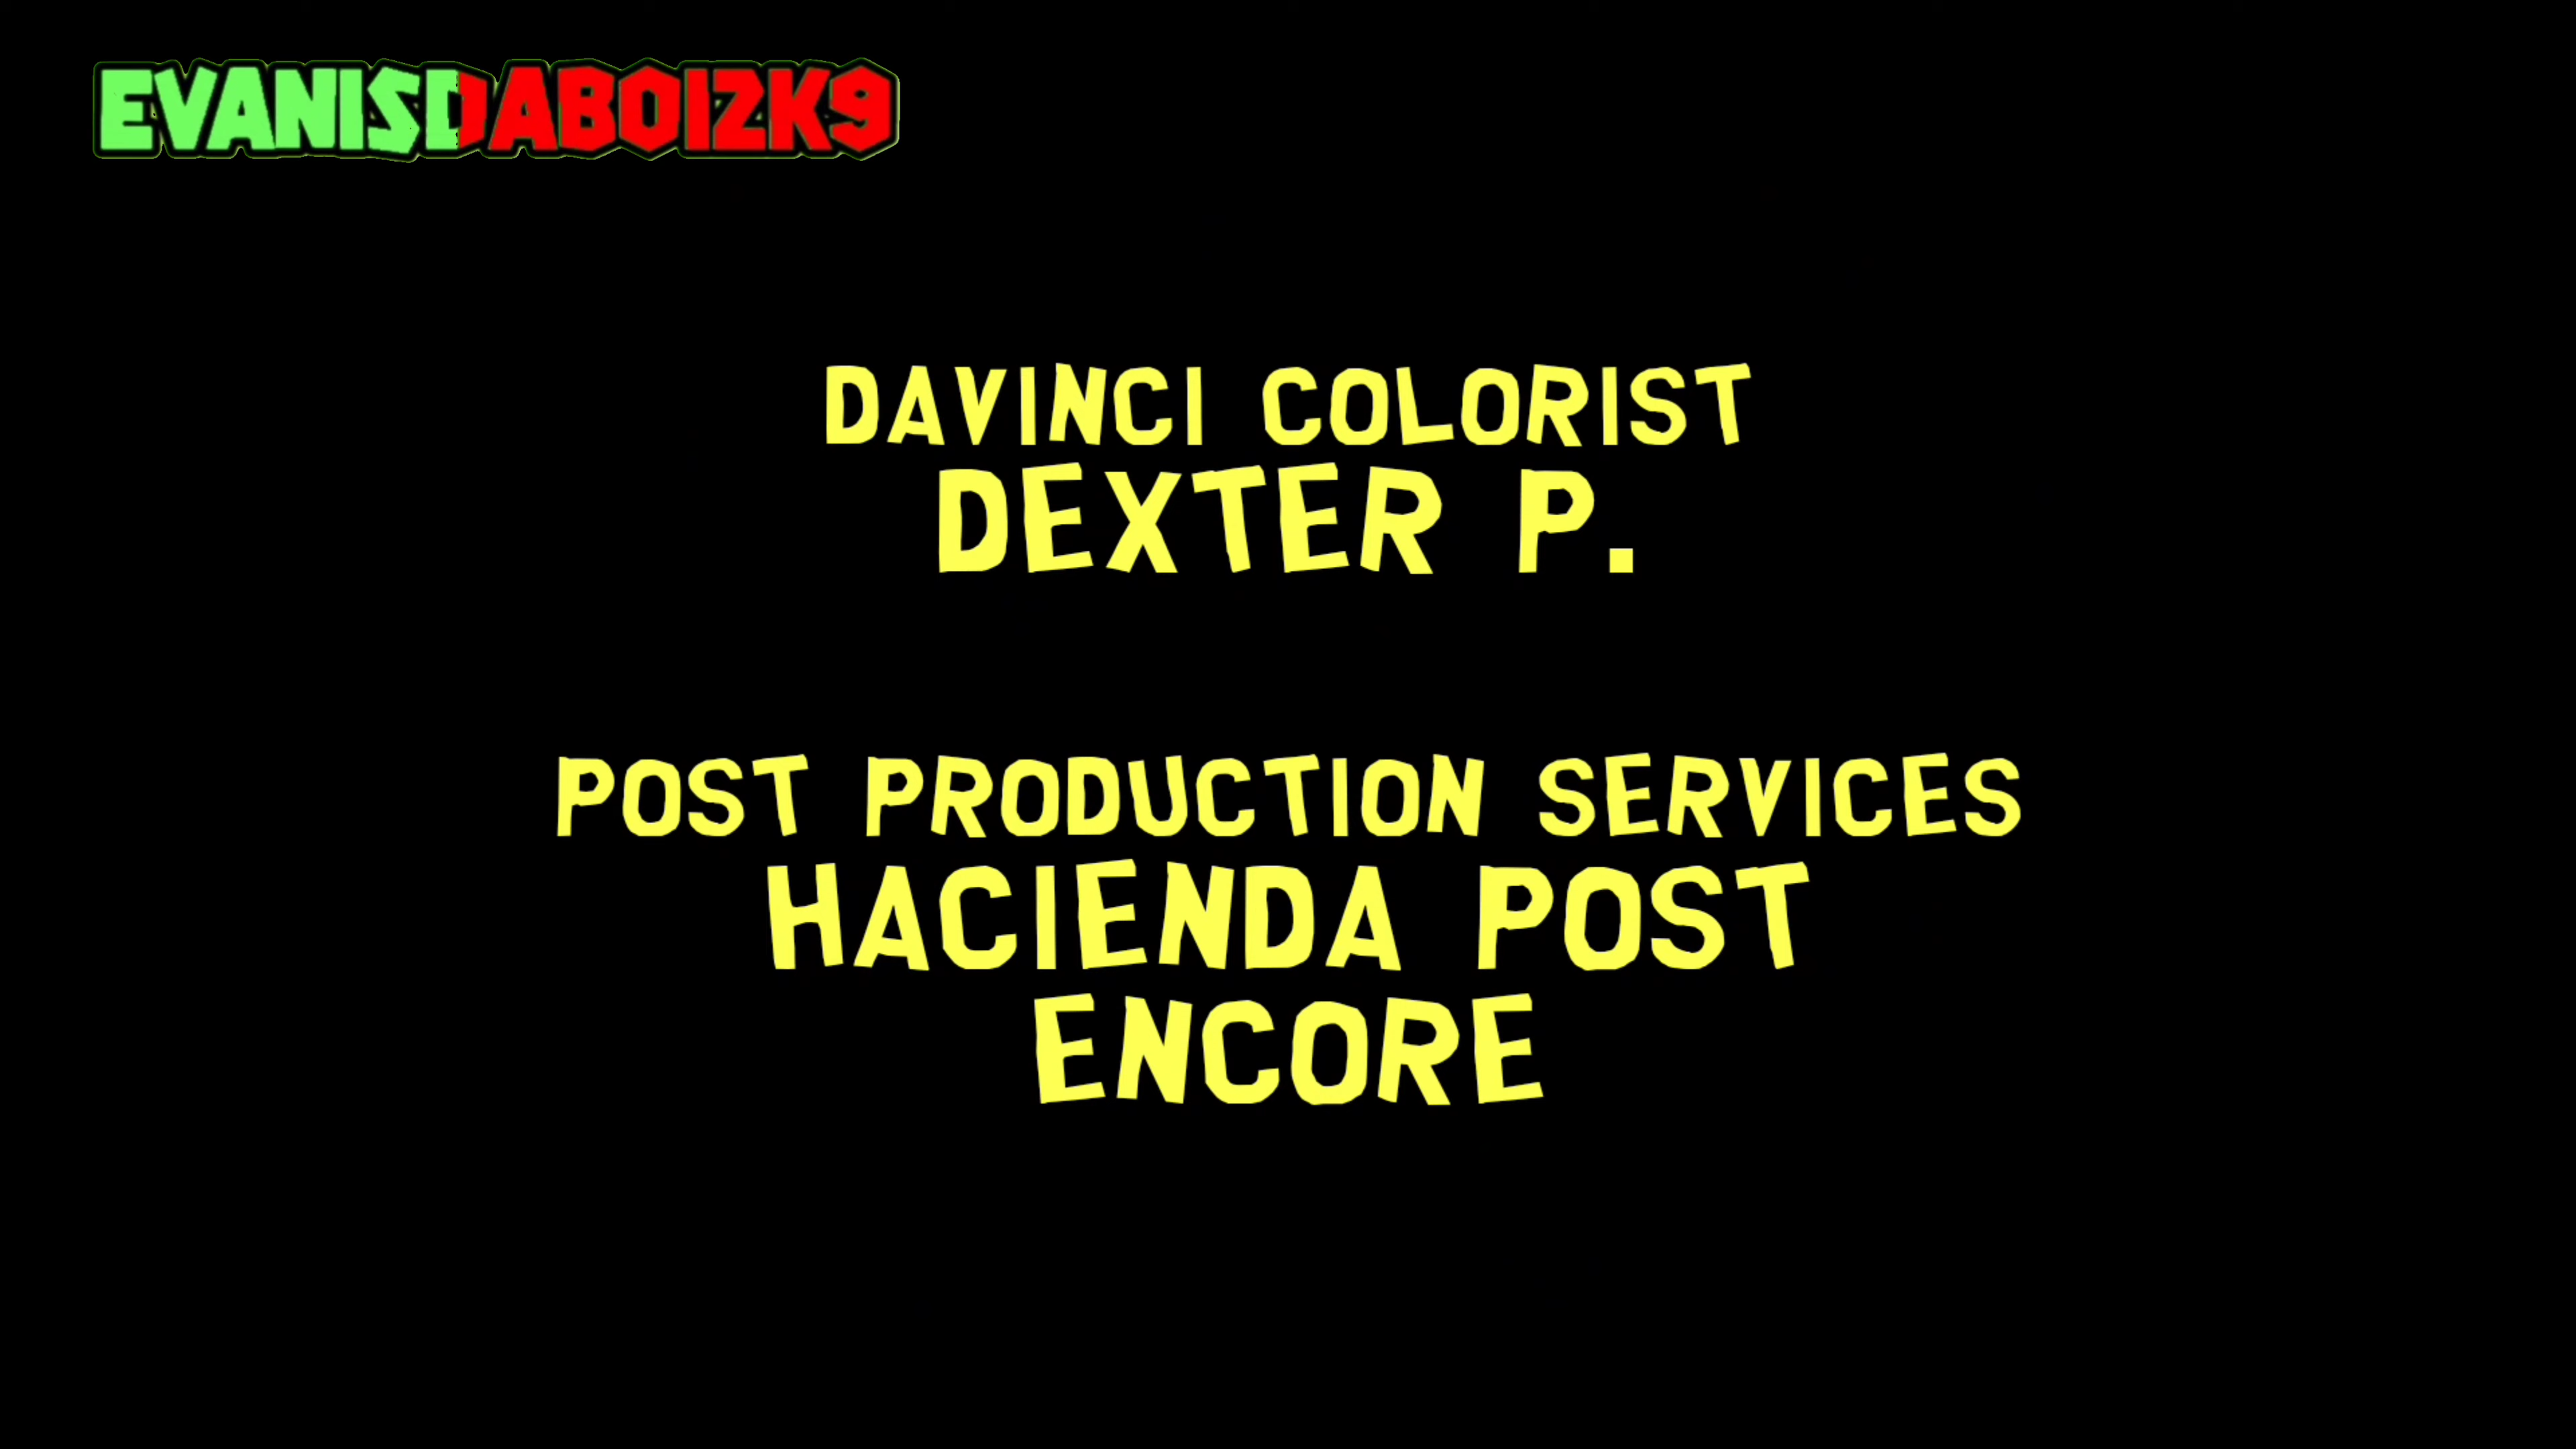 EVANISDABOIZK9
DAVINCI COLORIST
DEXTER P.
POST PRODUCTION SERVICES
HACIENDA POST
ENCORE